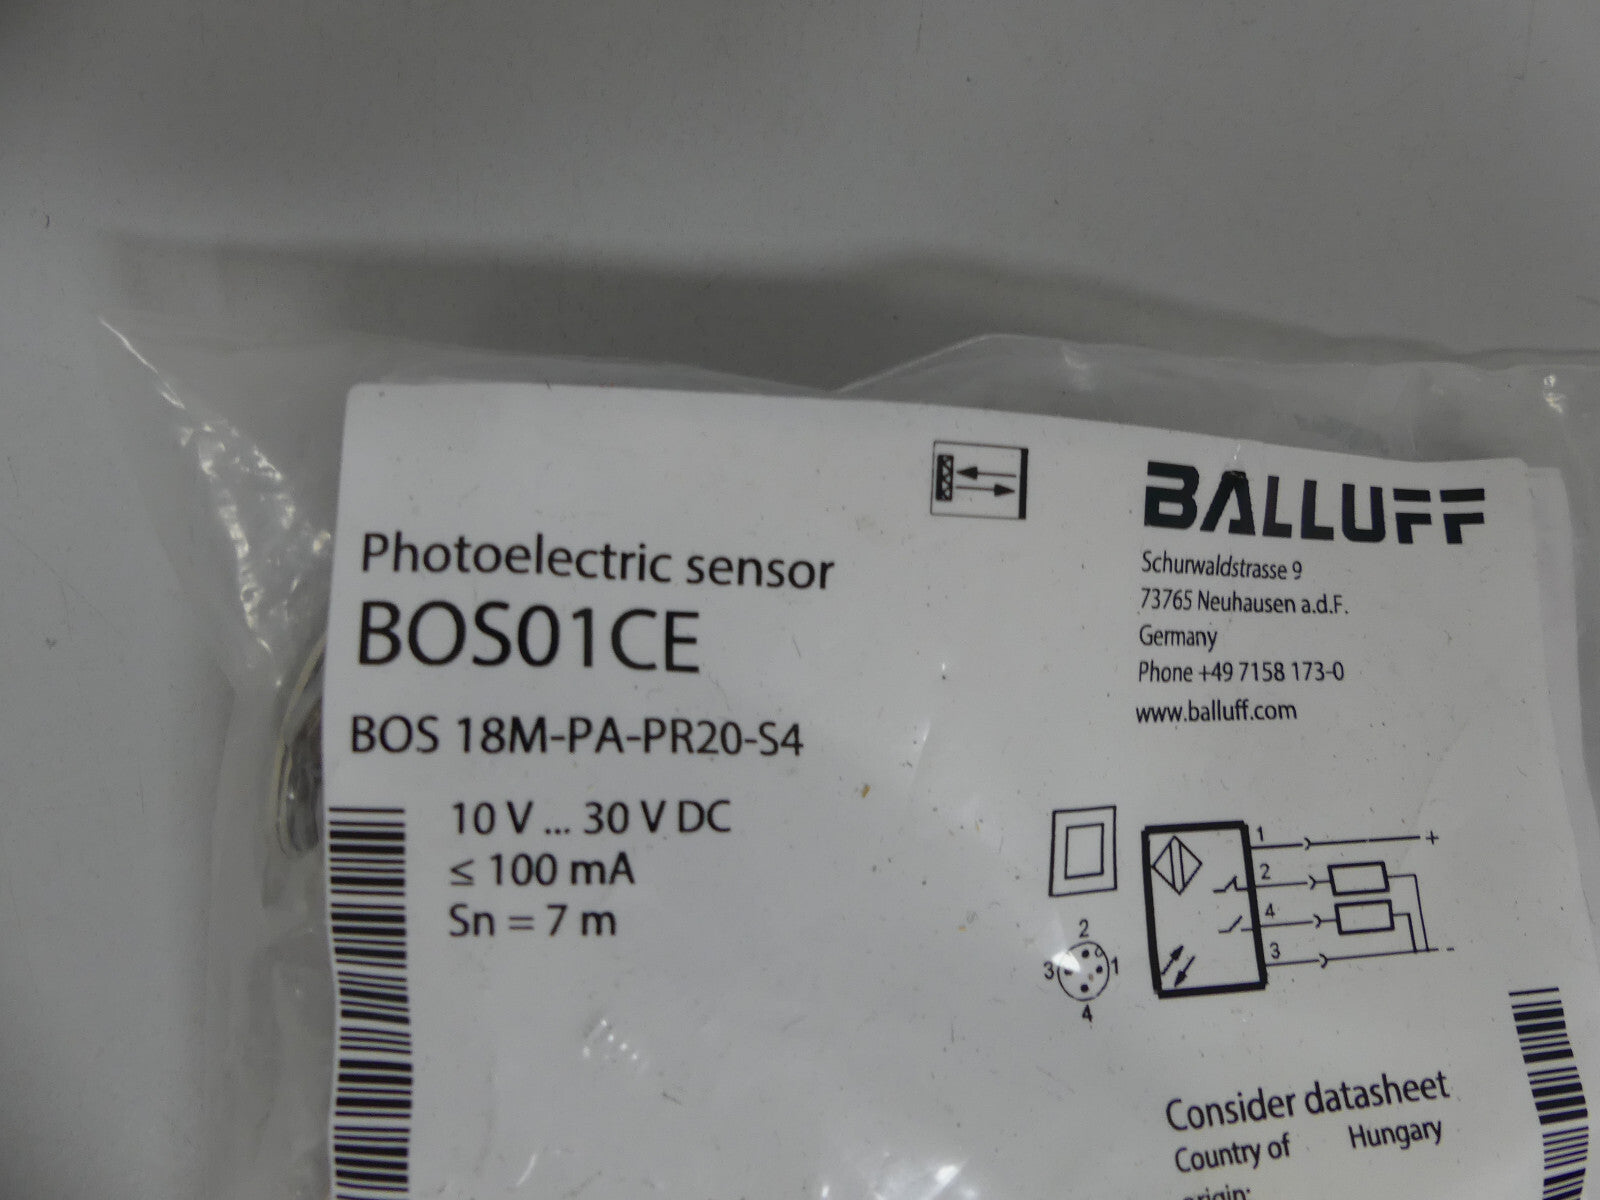 BALLUFF
Schurwaldstrasse 9
73765 Neuhausen a.d.F.
Germany
Phone +49 7158 173-0
www.balluff.com
Photoelectric sensor
BOS01CE
BOS 18M-PA-PR20-S4
10 V ... 30 V DC
≤ 100 mA
Sn = 7 m
1
+
2
4
3
-
2
3 1
4
Consider datasheet
Country of Hungary
origin: